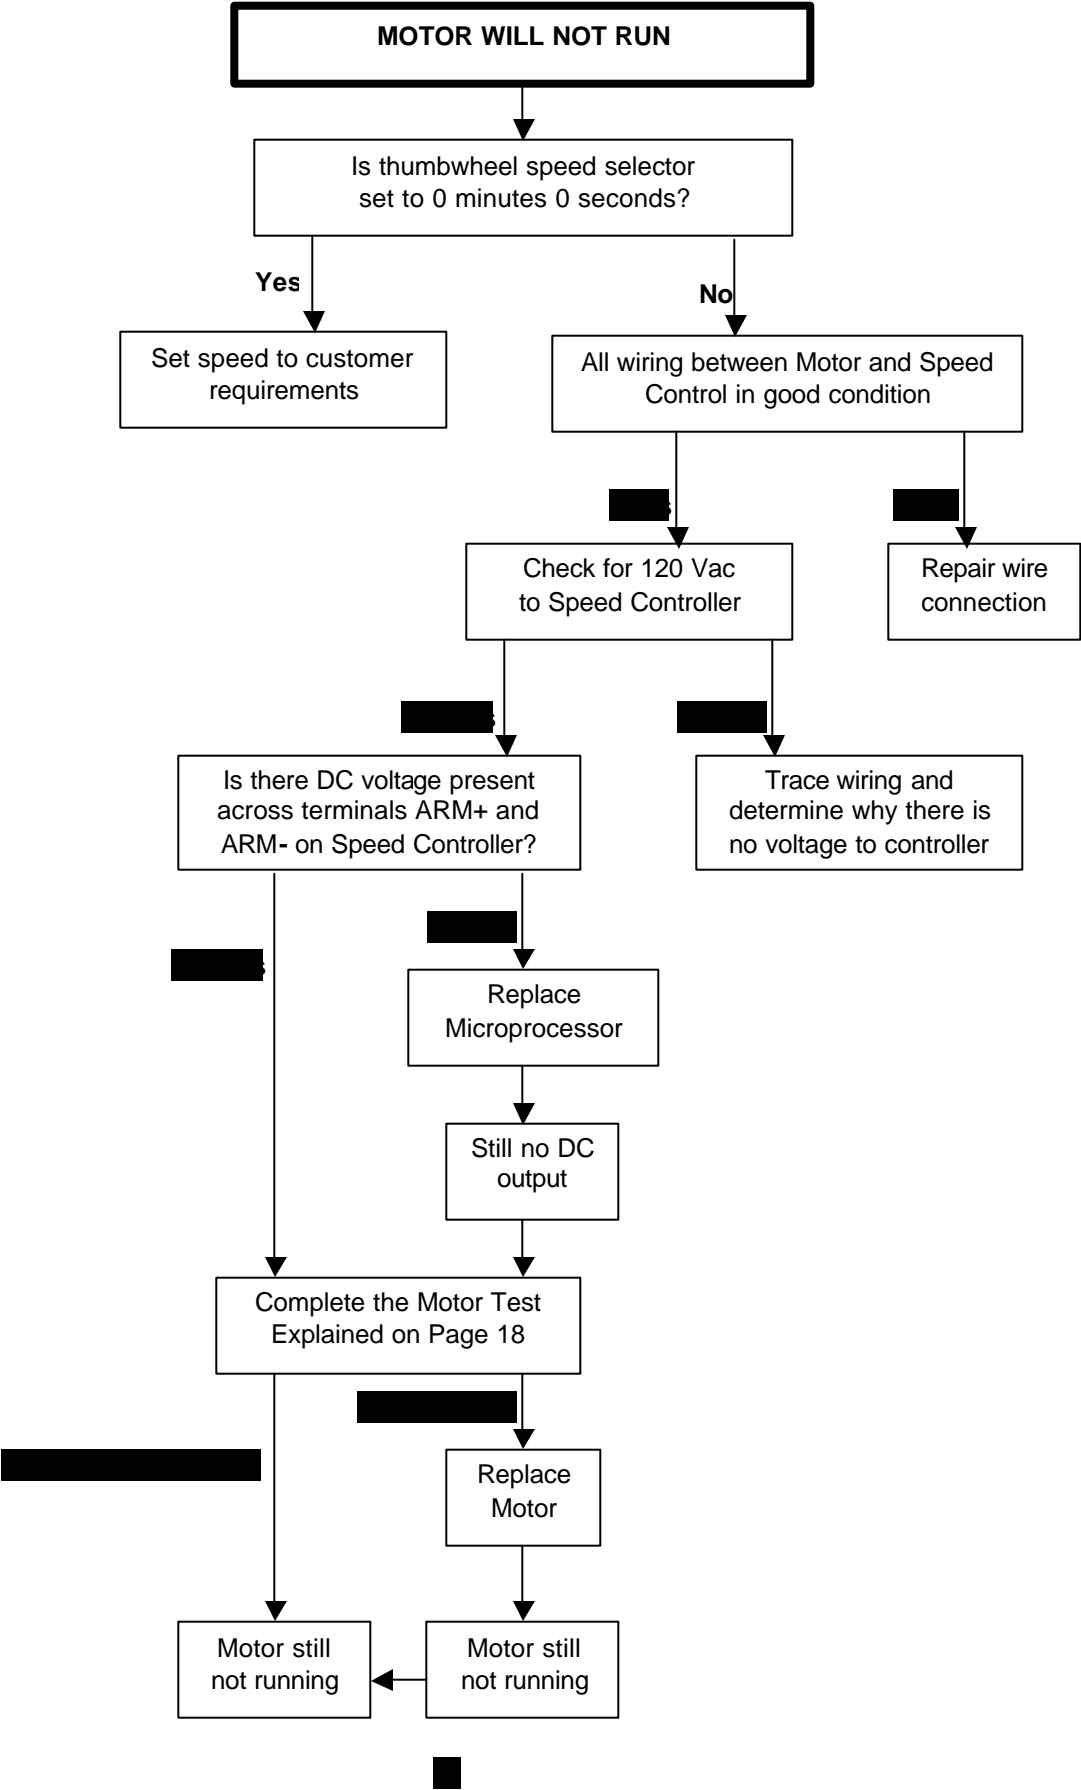 MOTOR WILL NOT RUN
Is thumbwheel speed selector
set to 0 minutes 0 seconds?
Yes
No
Set speed to customer
requirements
All wiring between Motor and Speed
Control in good condition
Check for 120 Vac
to Speed Controller
Repair wire
connection
Is there DC voltage present
across terminals ARM+ and
ARM- on Speed Controller?
Trace wiring and
determine why there is
no voltage to controller
Replace
Microprocessor
Still no DC
output
Complete the Motor Test
Explained on Page 18
Replace
Motor
Motor still
not running
Motor still
not running